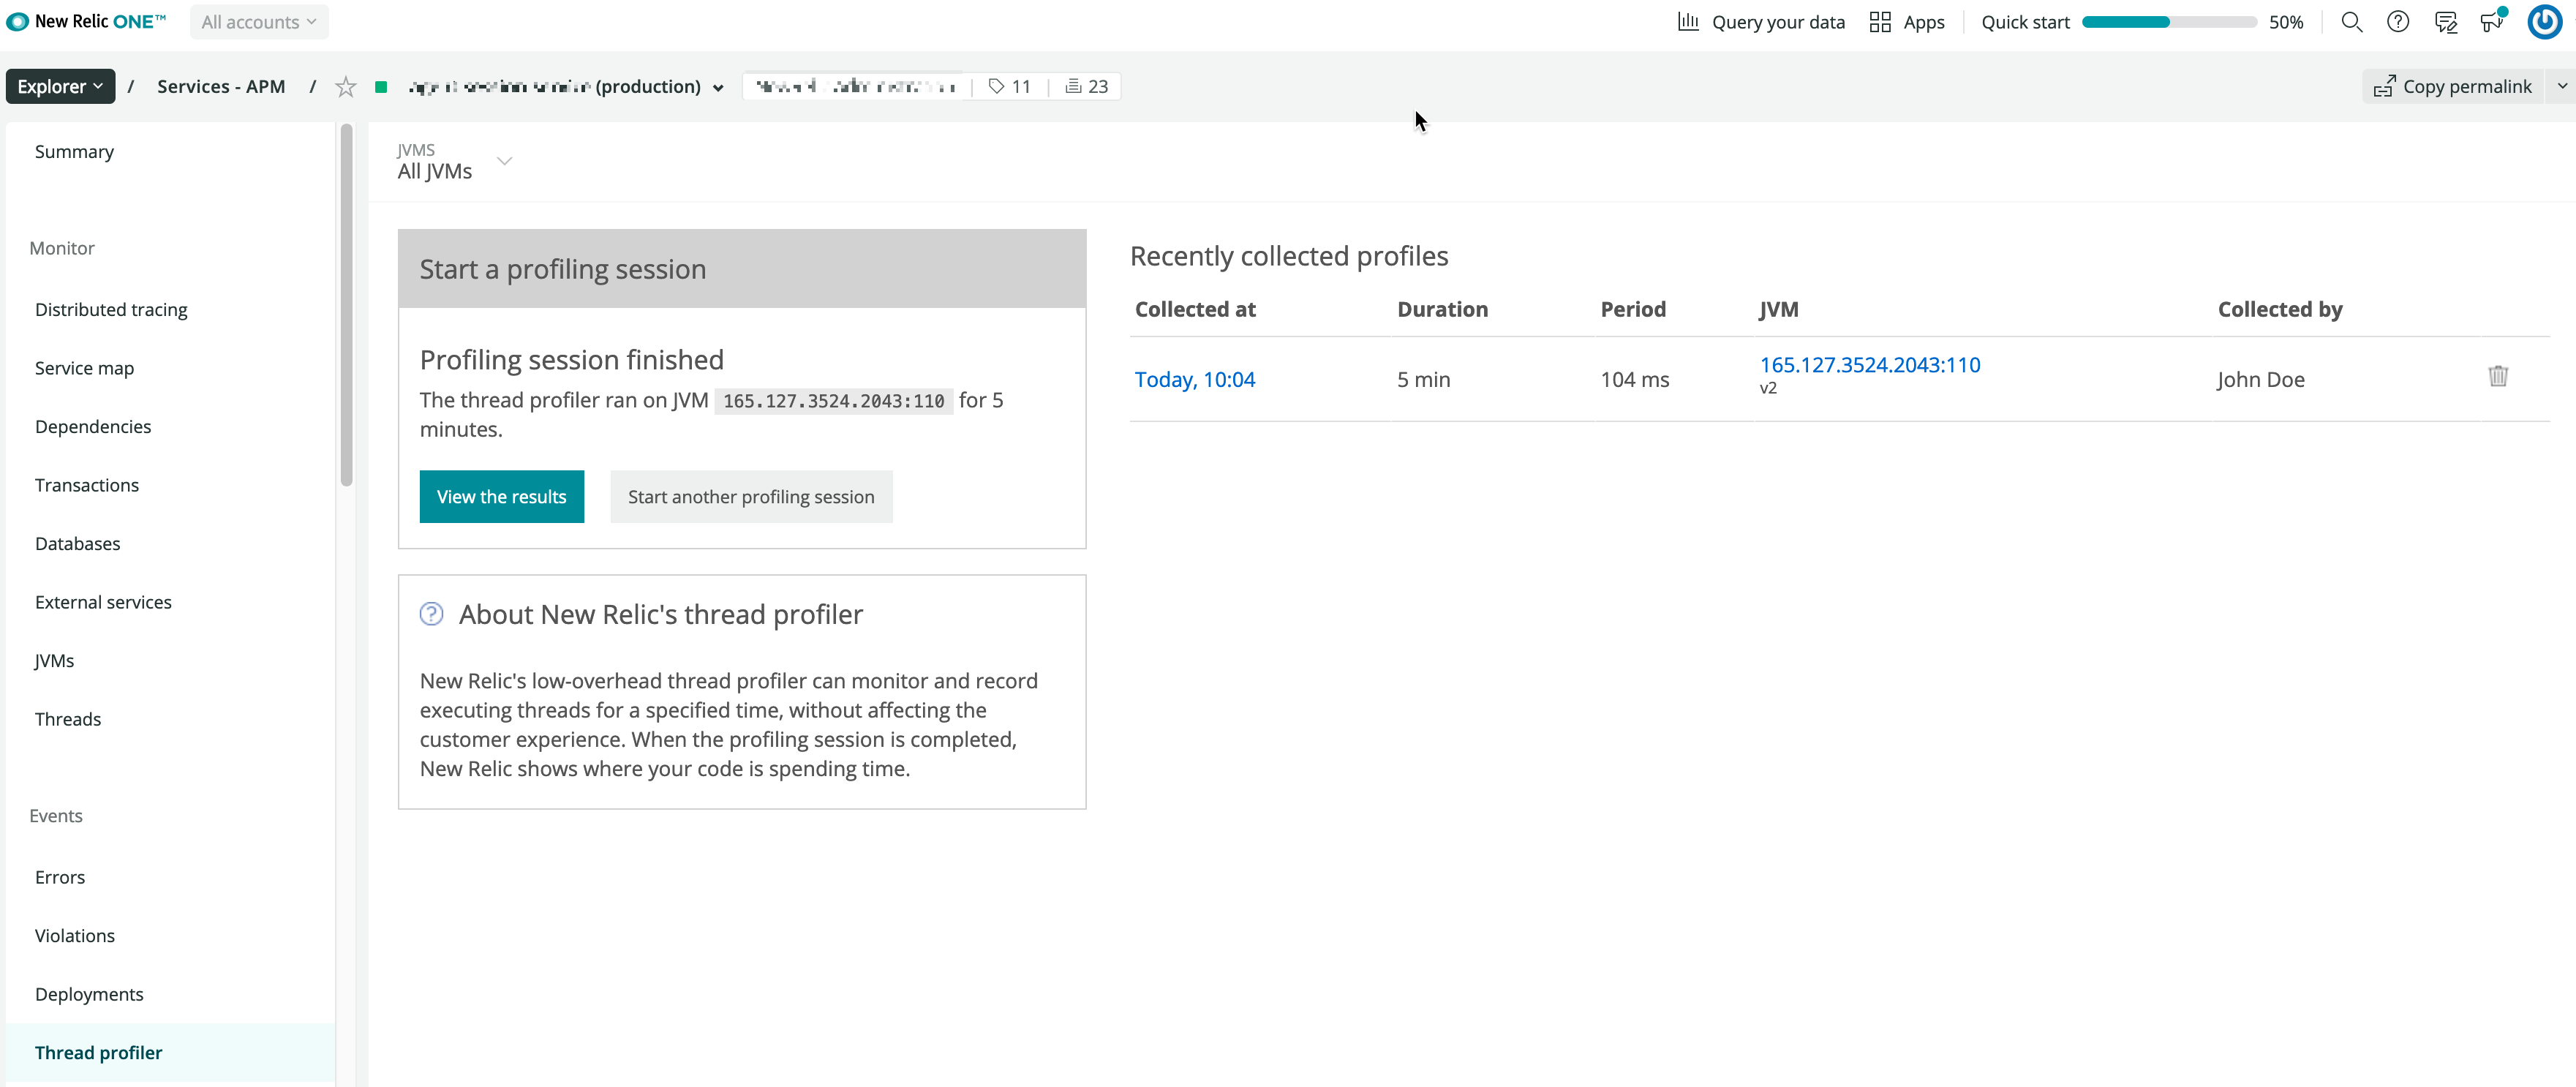 New Relic ONE™ All accounts Query your data Apps Quick start 50%
Explorer / Services - APM / (production) 11 23 Copy permalink
Summary
Monitor
Distributed tracing
Service map
Dependencies
Transactions
Databases
External services
JVMs
Threads
Events
Errors
Violations
Deployments
Thread profiler
JVMS
All JVMs
Start a profiling session
Profiling session finished
The thread profiler ran on JVM 165.127.3524.2043:110 for 5
minutes.
View the results Start another profiling session
About New Relic's thread profiler
New Relic's low-overhead thread profiler can monitor and record
executing threads for a specified time, without affecting the
customer experience. When the profiling session is completed,
New Relic shows where your code is spending time.
Recently collected profiles
Collected at Duration Period JVM Collected by
Today, 10:04 5 min 104 ms 165.127.3524.2043:110 John Doe
v2